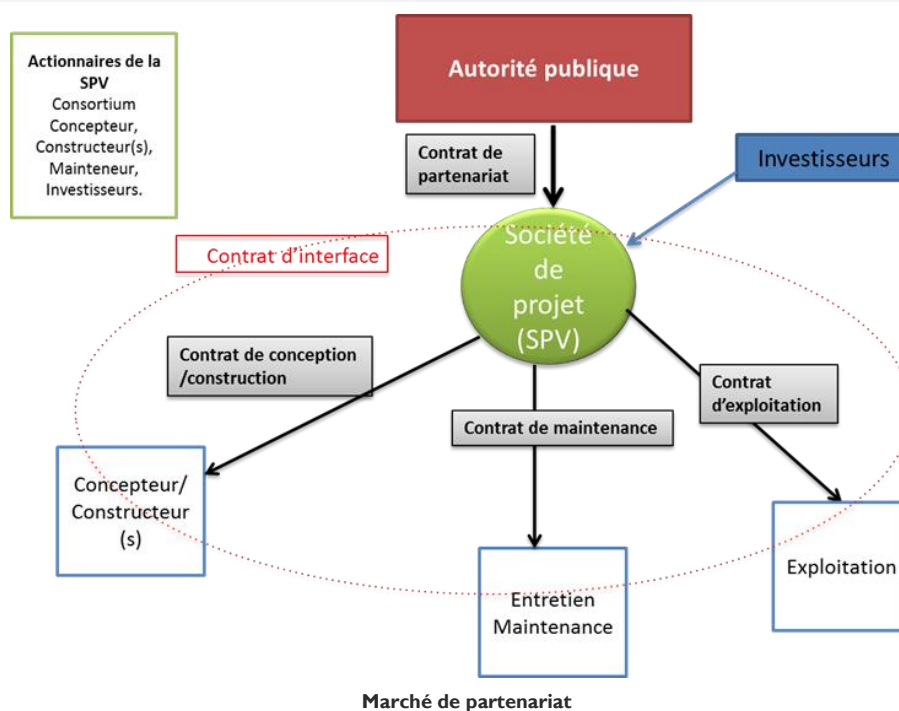 Actionnaires de la
SPV
Consortium
Concepteur,
Constructeur(s),
Mainteneur,
Investisseurs.
Autorité publique
Contrat de
partenariat
Investisseurs
Contrat d’interface
Société
de
projet
(SPV)
Contrat de conception
/construction
Contrat de maintenance
Contrat
d’exploitation
Concepteur/
Constructeur
(s)
Entretien
Maintenance
Exploitation
Marché de partenariat